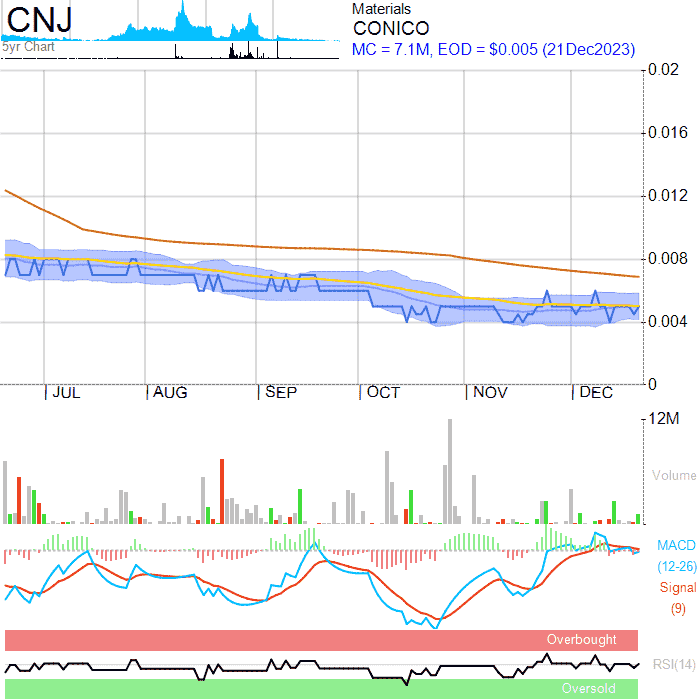 CNJ
5yr Chart
Materials
CONICO
MC = 7.1M, EOD = $0.005 (21Dec2023)
0.02
0.016
0.012
0.008
0.004
0
JUL AUG SEP OCT NOV DEC
12M
Volume
MACD
(12-26)
Signal
(9)
Overbought
RSI(14)
Oversold